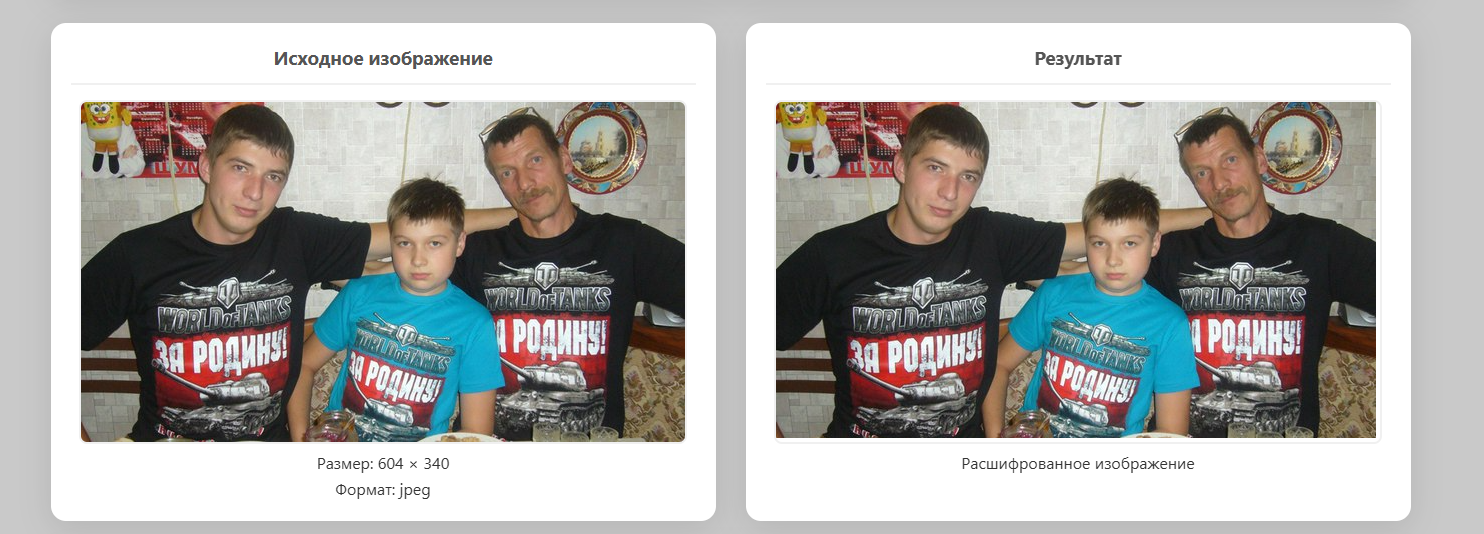 Исходное изображение
ШУМ
WORLD OF TANKS
ЗА РОДИНУ!
WORLD OF TANKS
ЗА РОДИНУ!
WORLD OF TANKS
А РОДИНУ!
Размер: 604 × 340
Формат: jpeg
Результат
ШУМ
WORLD OF TANKS
ЗА РОДИНУ!
WORLD OF TANKS
ЗА РОДИНУ!
WORLD OF TANKS
А РОДИНУ!
Расшифрованное изображение